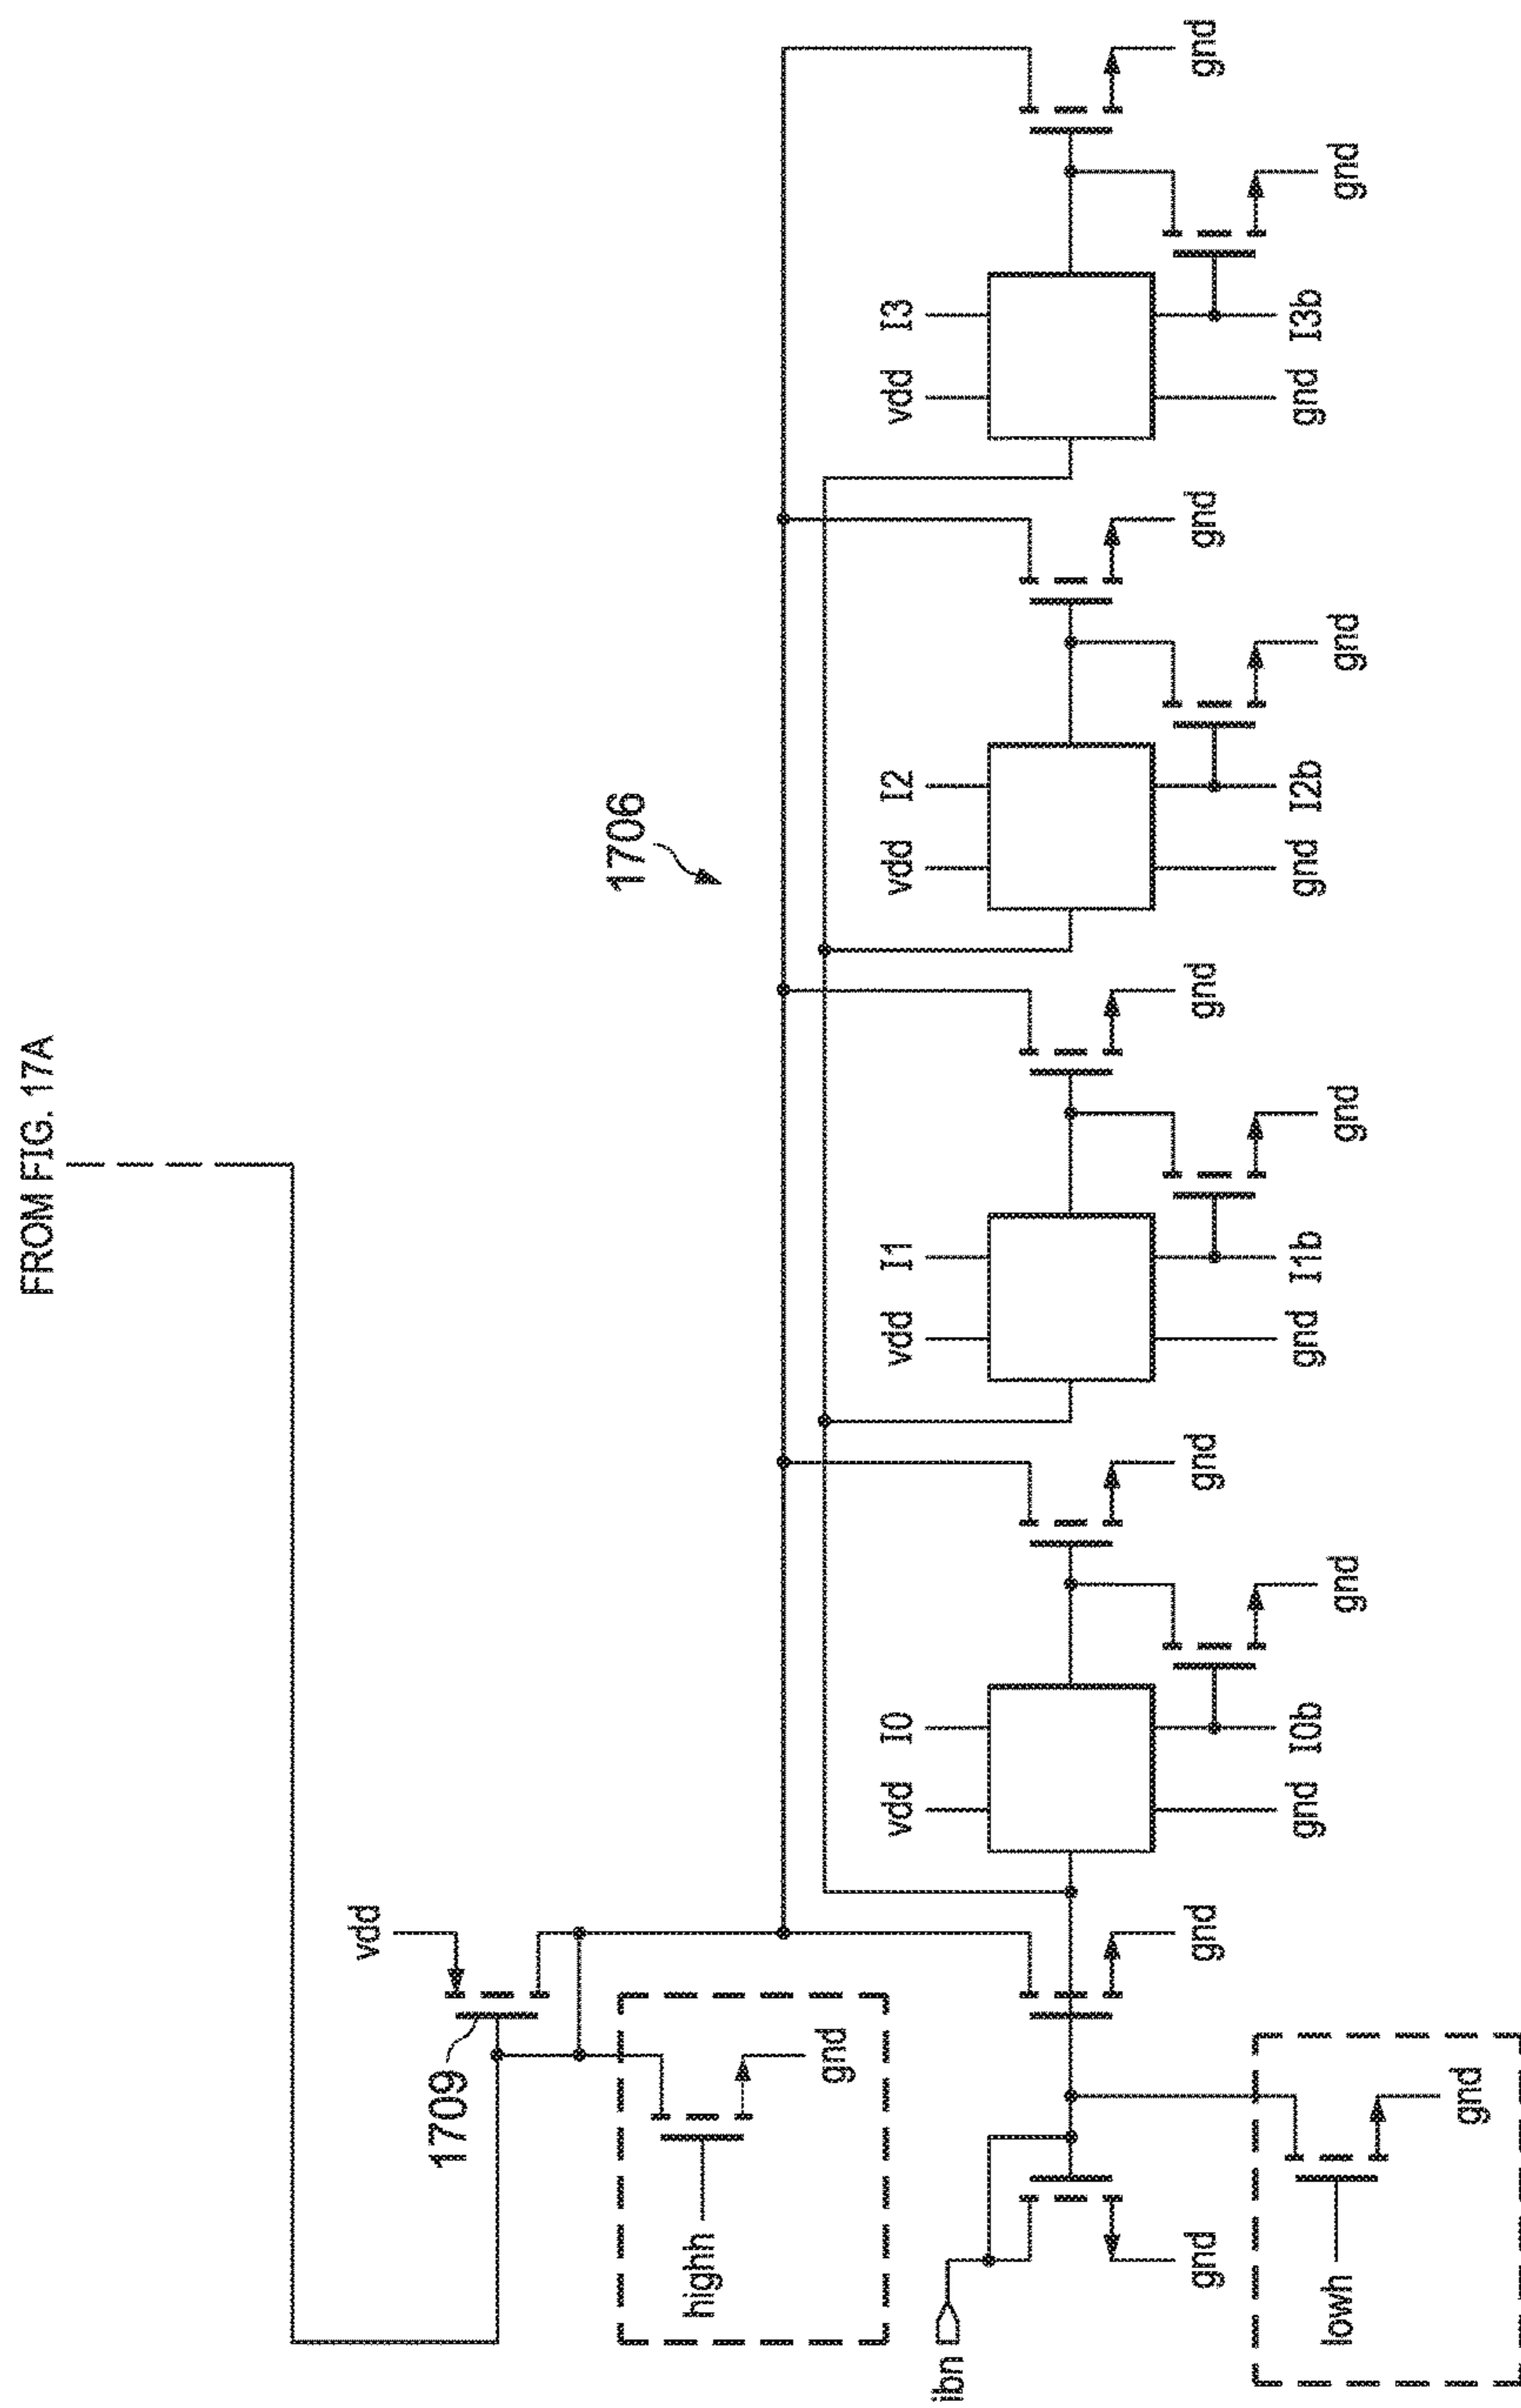 FROM FIG. 17A
vdd
1709
1706
highh
gnd
vdd I0 vdd I1 vdd I2 vdd I3
ibn
gnd gnd gnd gnd gnd gnd
gnd I0b gnd I1b gnd I2b gnd I3b
lowh gnd gnd gnd gnd
gnd